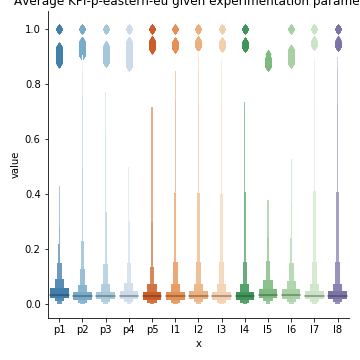 Average KPI-p-eastern-eu given experimentation parame
value
1.0
0.8
0.6
0.4
0.2
0.0
p1 p2 p3 p4 p5 l1 l2 l3 l4 l5 l6 l7 l8
x